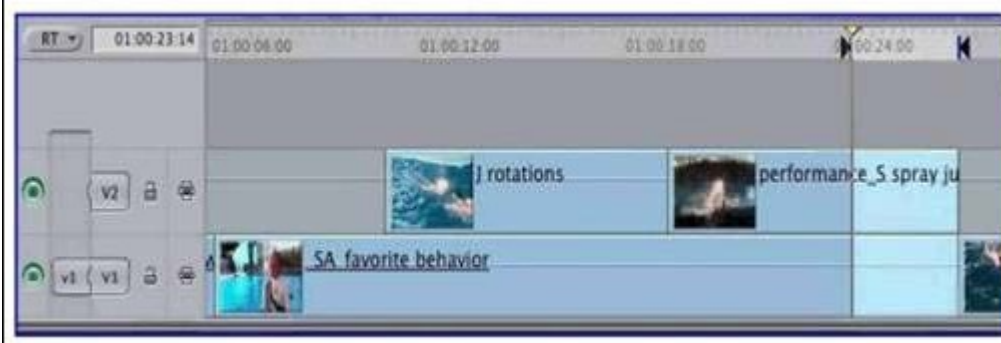 RT 01:00:23:14 01:00:06:00 01:00:12:00 01:00:18:00 00:24:00
V2 J rotations performance_S spray ju
v1 V1 SA_favorite behavior